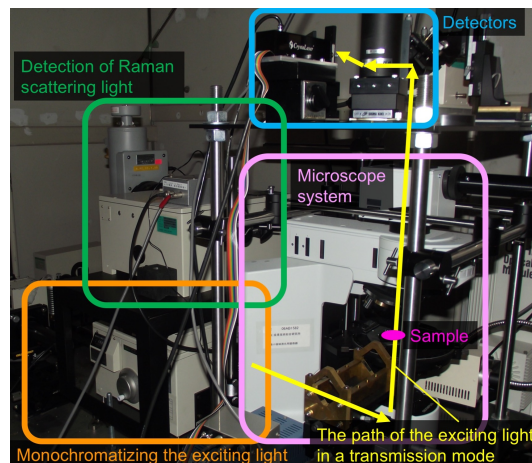 Detectors
Detection of Raman
scattering light
Microscope
system
Sample
The path of the exciting light
in a transmission mode
Monochromatizing the exciting light